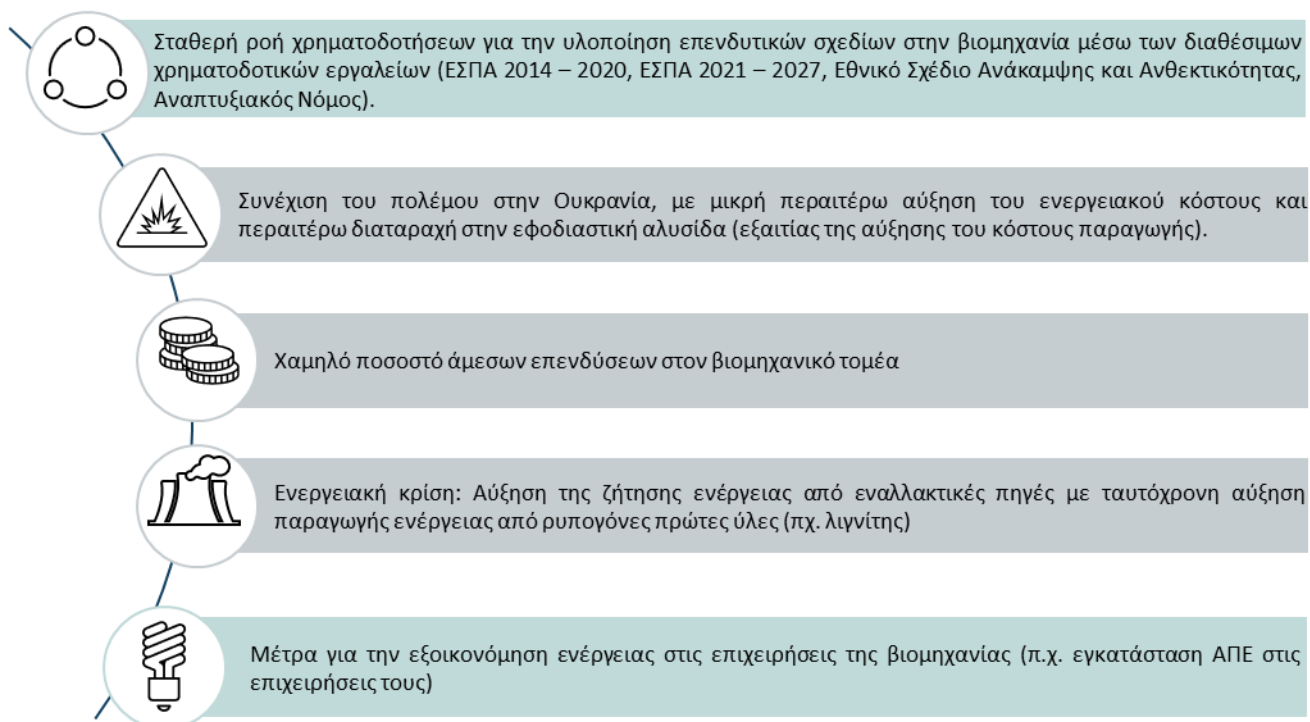 Σταθερή ροή χρηματοδοτήσεων για την υλοποίηση επενδυτικών σχεδίων στην βιομηχανία μέσω των διαθέσιμων
χρηματοδοτικών εργαλείων (ΕΣΠΑ 2014 – 2020, ΕΣΠΑ 2021 – 2027, Εθνικό Σχέδιο Ανάκαμψης και Ανθεκτικότητας,
Αναπτυξιακός Νόμος).
Συνέχιση του πολέμου στην Ουκρανία, με μικρή περαιτέρω αύξηση του ενεργειακού κόστους και
περαιτέρω διαταραχή στην εφοδιαστική αλυσίδα (εξαιτίας της αύξησης του κόστους παραγωγής).
Χαμηλό ποσοστό άμεσων επενδύσεων στον βιομηχανικό τομέα
Ενεργειακή κρίση: Αύξηση της ζήτησης ενέργειας από εναλλακτικές πηγές με ταυτόχρονη αύξηση
παραγωγής ενέργειας από ρυπογόνες πρώτες ύλες (πχ. λιγνίτης)
Μέτρα για την εξοικονόμηση ενέργειας στις επιχειρήσεις της βιομηχανίας (π.χ. εγκατάσταση ΑΠΕ στις
επιχειρήσεις τους)